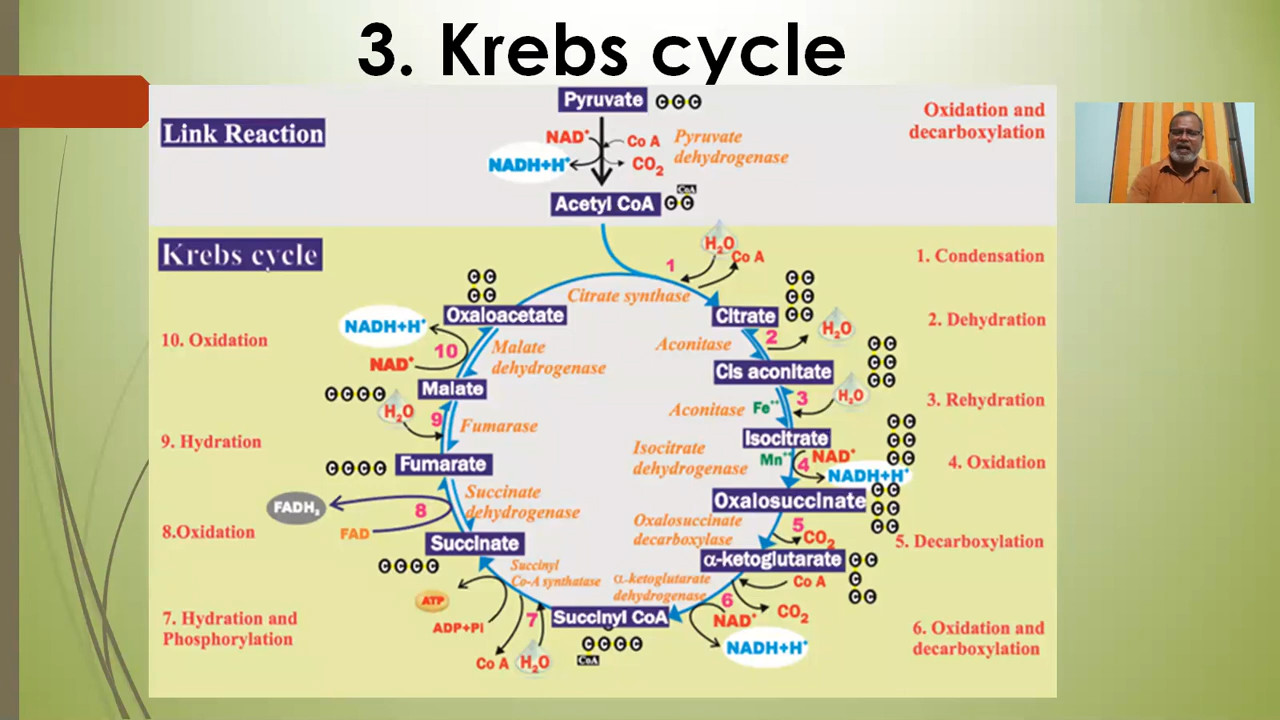 3. Krebs cycle
Pyruvate
C C C
Link Reaction
Oxidation and
decarboxylation
NAD⁺
Co A
Pyruvate
dehydrogenase
NADH+H⁺
CO₂
Acetyl CoA
CoA
C C
Krebs cycle
H₂O
Co A
1. Condensation
1
Citrate synthase
C C
C C
Oxaloacetate
C C
C C
C C
Citrate
2. Dehydration
NADH+H⁺
10. Oxidation
10
NAD⁺
Malate
dehydrogenase
Aconitase
2
H₂O
Cis aconitate
C C
C C
C C
Malate
C C C C
H₂O
9
Fumarase
Aconitase
Fe⁺⁺
3
H₂O
3. Rehydration
9. Hydration
Isocitrate
C C
C C
C C
Isocitrate
dehydrogenase
Mn⁺⁺
4
NAD⁺
NADH+H⁺
4. Oxidation
C C C C
Fumarate
Succinate
dehydrogenase
FADH₂
8
FAD
8.Oxidation
Oxalosuccinate
C C
C C
C C
Oxalosuccinate
decarboxylase
5
CO₂
5. Decarboxylation
Succinate
C C C C
α-ketoglutarate
C C
C
C C
Succinyl
Co-A synthatase
α-ketoglutarate
dehydrogenase
Co A
6
CO₂
NAD⁺
NADH+H⁺
ATP
ADP+Pi
7
Co A
H₂O
Succinyl CoA
C C C C
CoA
7. Hydration and
Phosphorylation
6. Oxidation and
decarboxylation